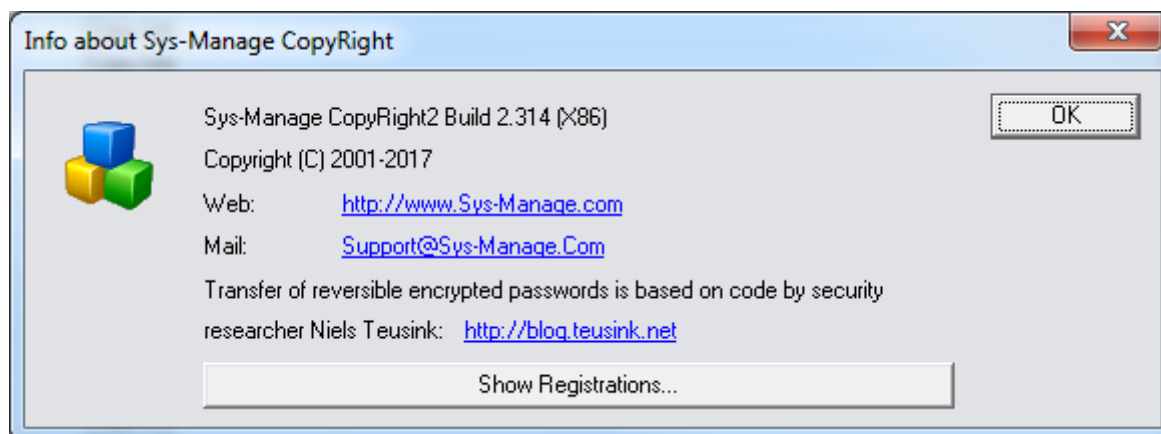 Info about Sys-Manage CopyRight
Sys-Manage CopyRight2 Build 2.314 (X86)
OK
Copyright (C) 2001-2017
Web: http://www.Sys-Manage.com
Mail: Support@Sys-Manage.Com
Transfer of reversible encrypted passwords is based on code by security
researcher Niels Teusink: http://blog.teusink.net
Show Registrations...